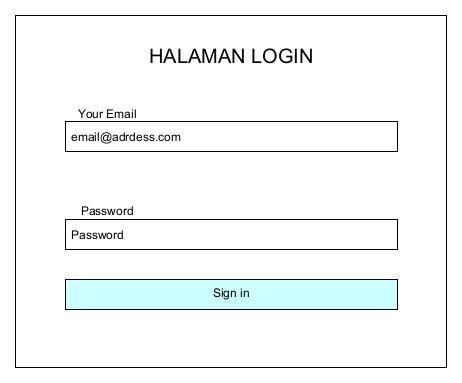 HALAMAN LOGIN
Your Email
email@adrdess.com
Password
Password
Sign in